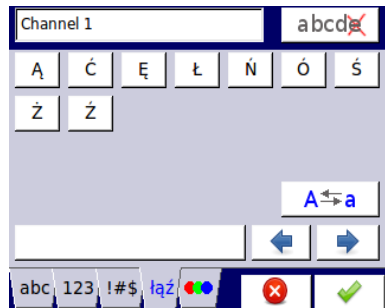 Channel 1 abcde
Ą Ć Ę Ł Ń Ó Ś
Ż Ź
A a
abc 123 !#$ łąź